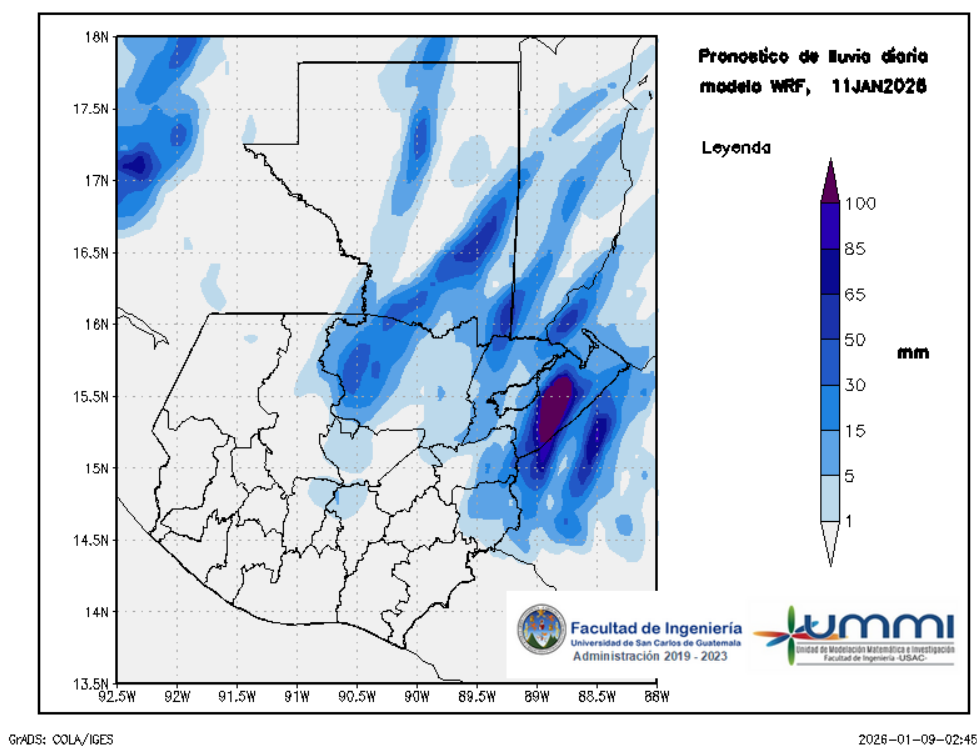 Pronostico de lluvia diaria
modelo WRF, 11JAN2026
Leyenda
100
85
65
50
30
15
5
1
mm
18N
17.5N
17N
16.5N
16N
15.5N
15N
14.5N
14N
13.5N
92.5W
92W
91.5W
91W
90.5W
90W
89.5W
89W
88.5W
88W
Facultad de Ingeniería
Universidad de San Carlos de Guatemala
Administración 2019 - 2023
ummi
Unidad de Modelación Matemática e Investigación
Facultad de Ingeniería -USAC-
GrADS: COLA/IGES
2026-01-09-02:45